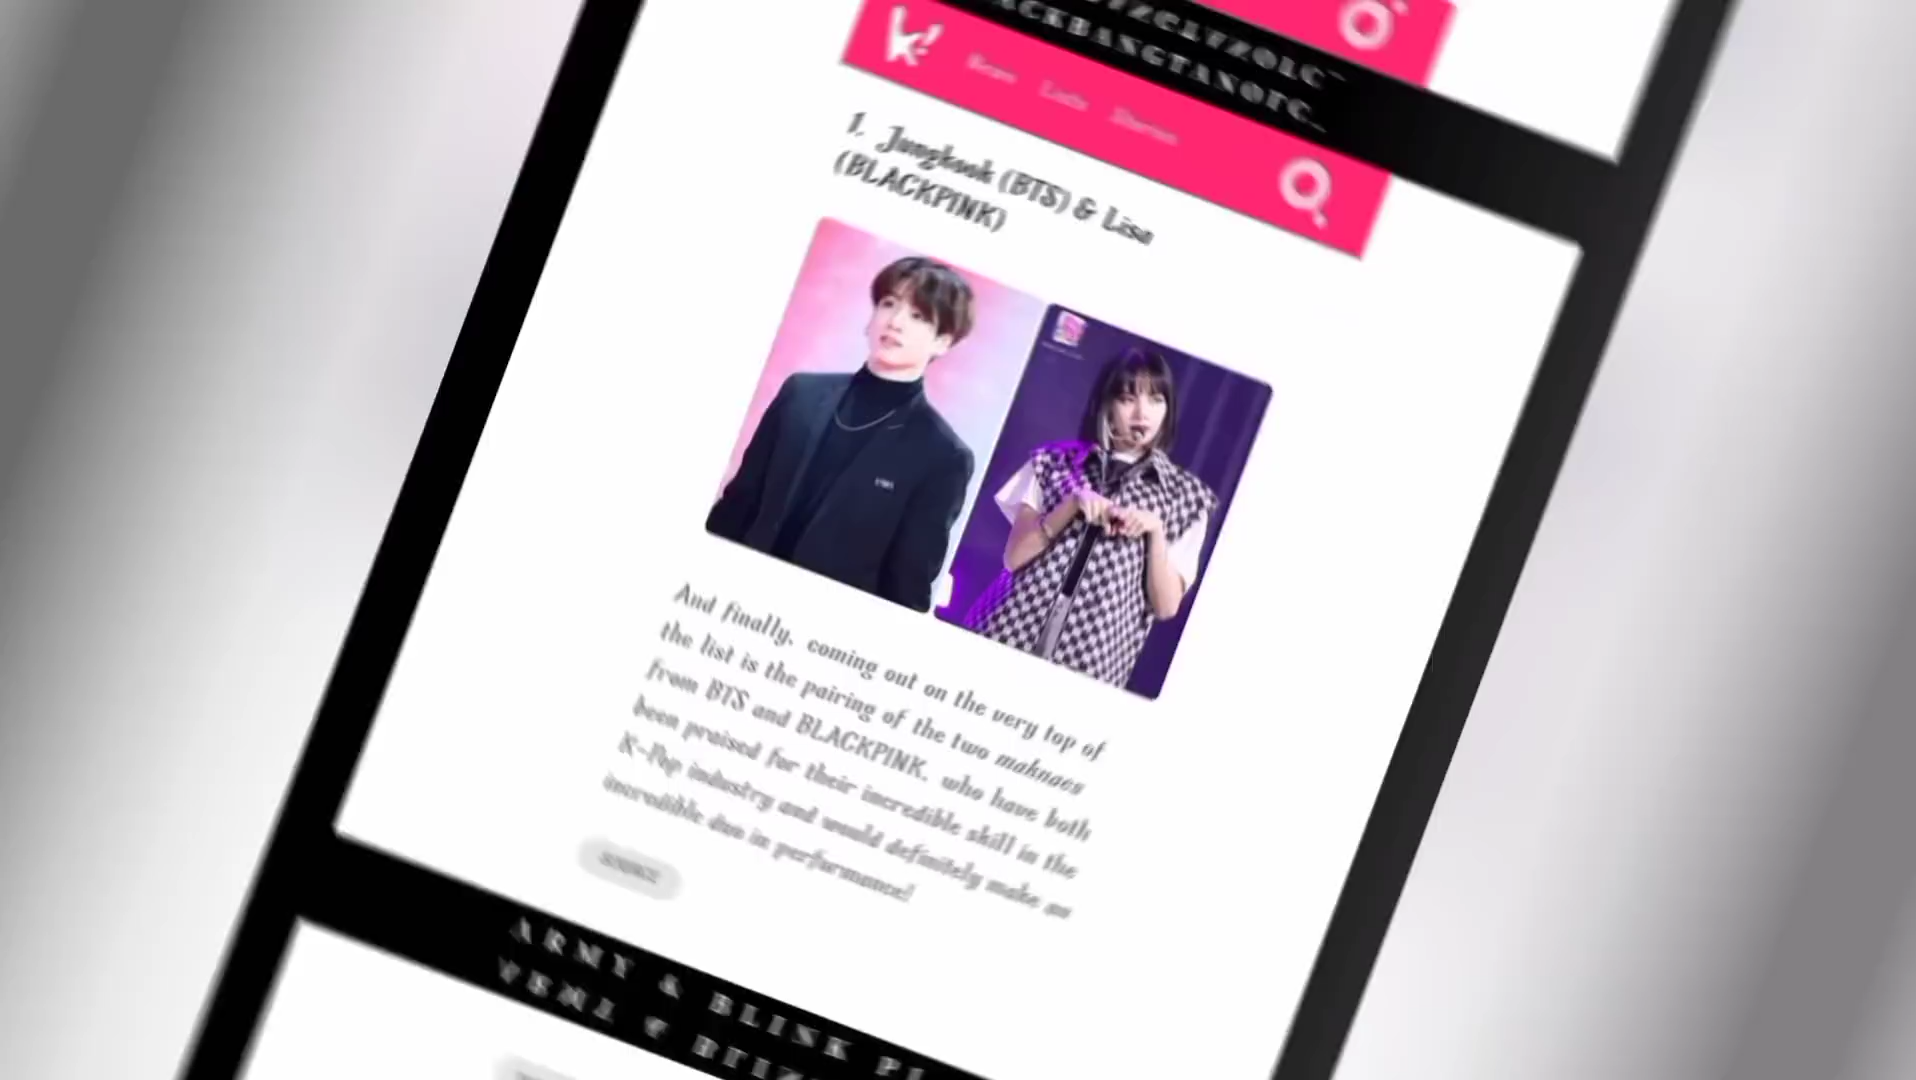 1. Jungkook (BTS) & Lisa
(BLACKPINK)
And finally, coming out on the very top of
the list is the pairing of the two maknaes
from BTS and BLACKPINK, who have both
been praised for their incredible skill in the
K-Pop industry and would definitely make an
incredible duo in performance!
SOURCE
ARMY & BLINK